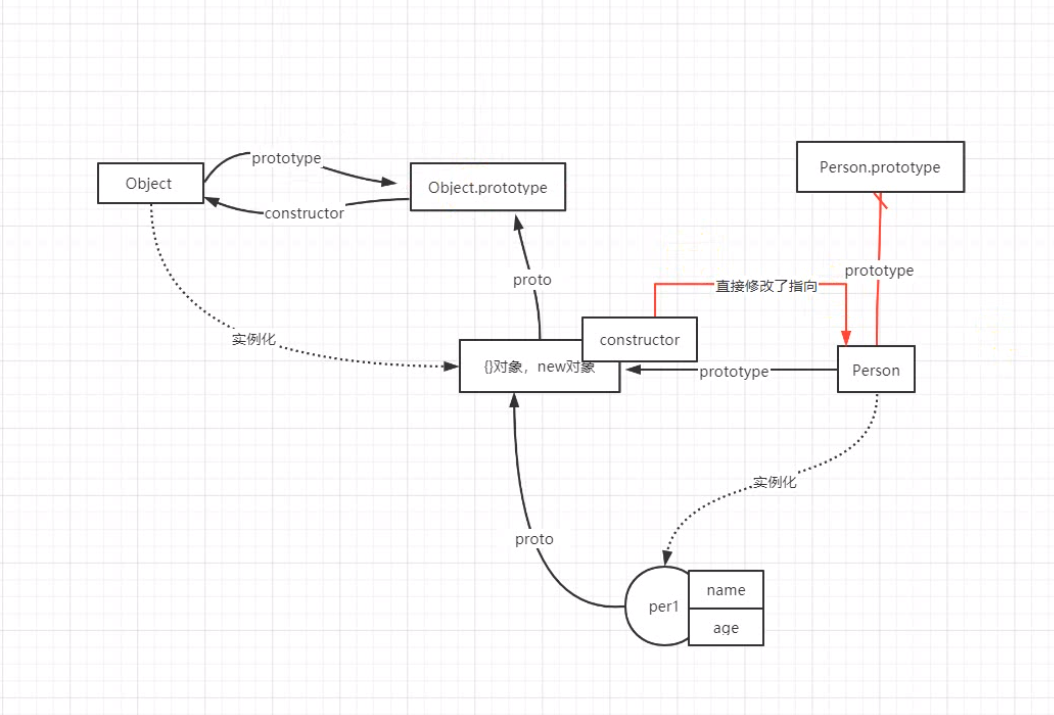 prototype
Person.prototype
Object
Object.prototype
constructor
prototype
proto
直接修改了指向
实例化
constructor
{}对象，new对象
prototype
Person
实例化
proto
name
per1
age